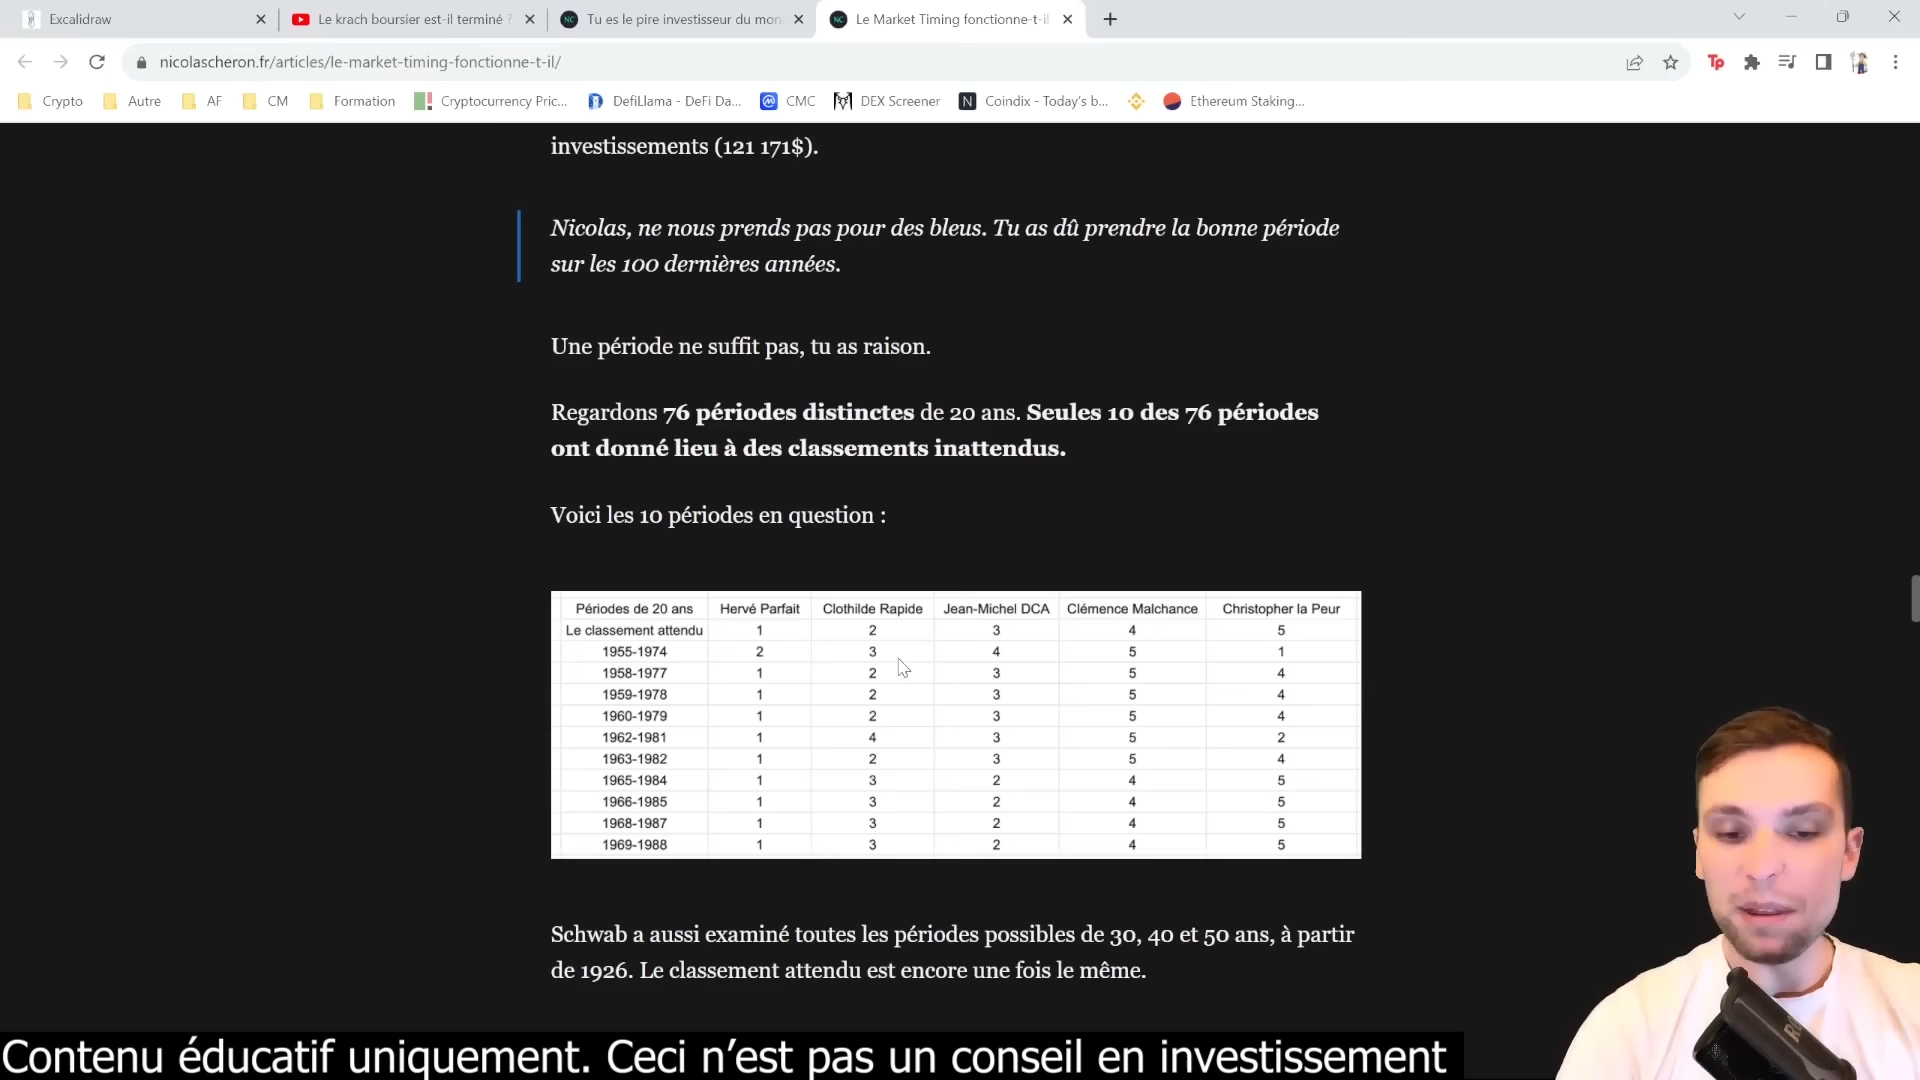 Excalidraw
Le krach boursier est-il terminé ?
Tu es le pire investisseur du mon
Le Market Timing fonctionne-t-il
nicolascheron.fr/articles/le-market-timing-fonctionne-t-il/
Crypto Autre AF CM Formation Cryptocurrency Pric... DefiLlama - DeFi Da... CMC DEX Screener Coindix - Today's b... Ethereum Staking...
investissements (121 171$).
Nicolas, ne nous prends pas pour des bleus. Tu as dû prendre la bonne période
sur les 100 dernières années.
Une période ne suffit pas, tu as raison.
Regardons 76 périodes distinctes de 20 ans. Seules 10 des 76 périodes
ont donné lieu à des classements inattendus.
Voici les 10 périodes en question :
Périodes de 20 ans Hervé Parfait Clothilde Rapide Jean-Michel DCA Clémence Malchance Christopher la Peur
Le classement attendu 1 2 3 4 5
1955-1974 2 3 4 5 1
1958-1977 1 2 3 5 4
1959-1978 1 2 3 5 4
1960-1979 1 2 3 5 4
1962-1981 1 4 3 5 2
1963-1982 1 2 3 5 4
1965-1984 1 3 2 4 5
1966-1985 1 3 2 4 5
1968-1987 1 3 2 4 5
1969-1988 1 3 2 4 5
Schwab a aussi examiné toutes les périodes possibles de 30, 40 et 50 ans, à partir
de 1926. Le classement attendu est encore une fois le même.
Contenu éducatif uniquement. Ceci n'est pas un conseil en investissement